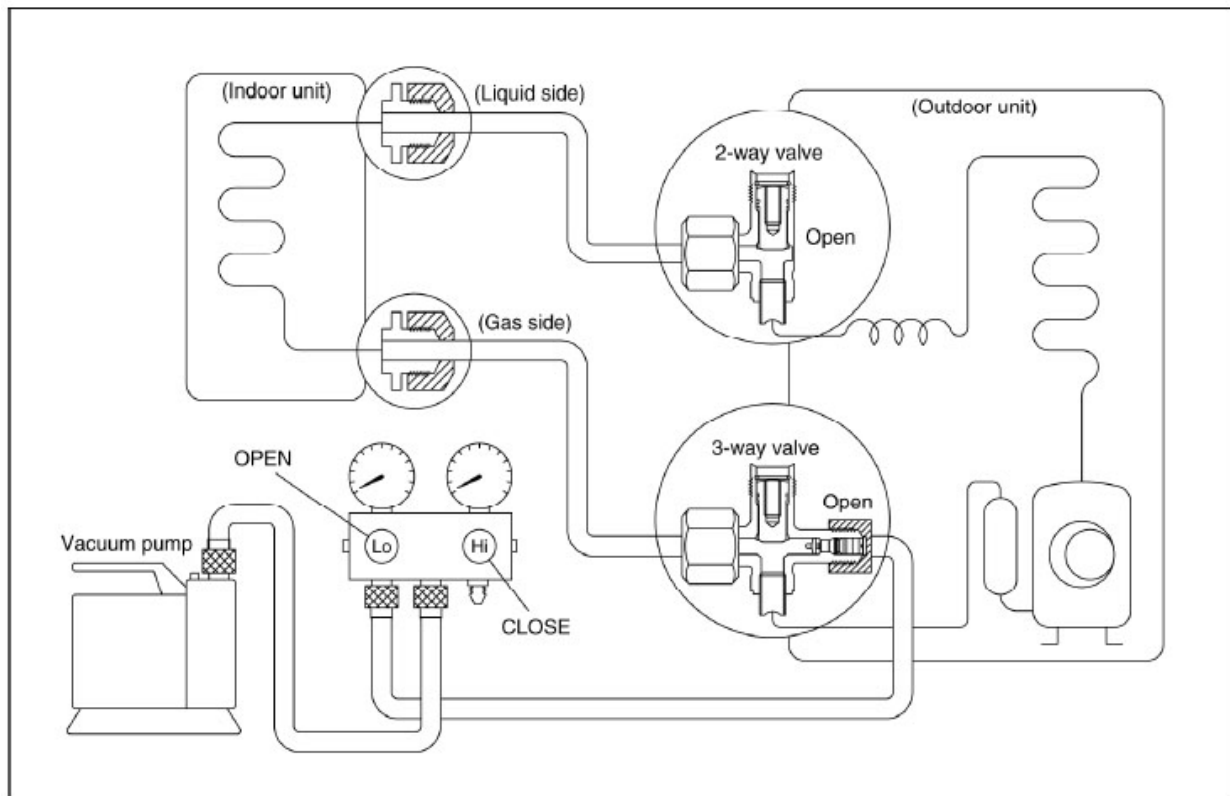 (Indoor unit)
(Liquid side)
(Outdoor unit)
2-way valve
Open
(Gas side)
3-way valve
Open
OPEN
Lo
Hi
Vacuum pump
CLOSE